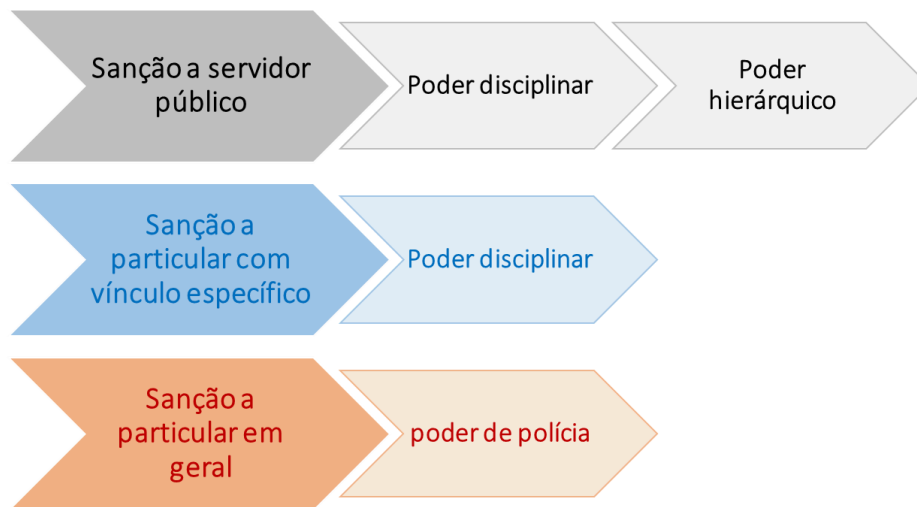 Sanção a servidor
público
Poder disciplinar
Poder
hierárquico
Sanção a
particular com
vínculo específico
Poder disciplinar
Sanção a
particular em
geral
poder de polícia